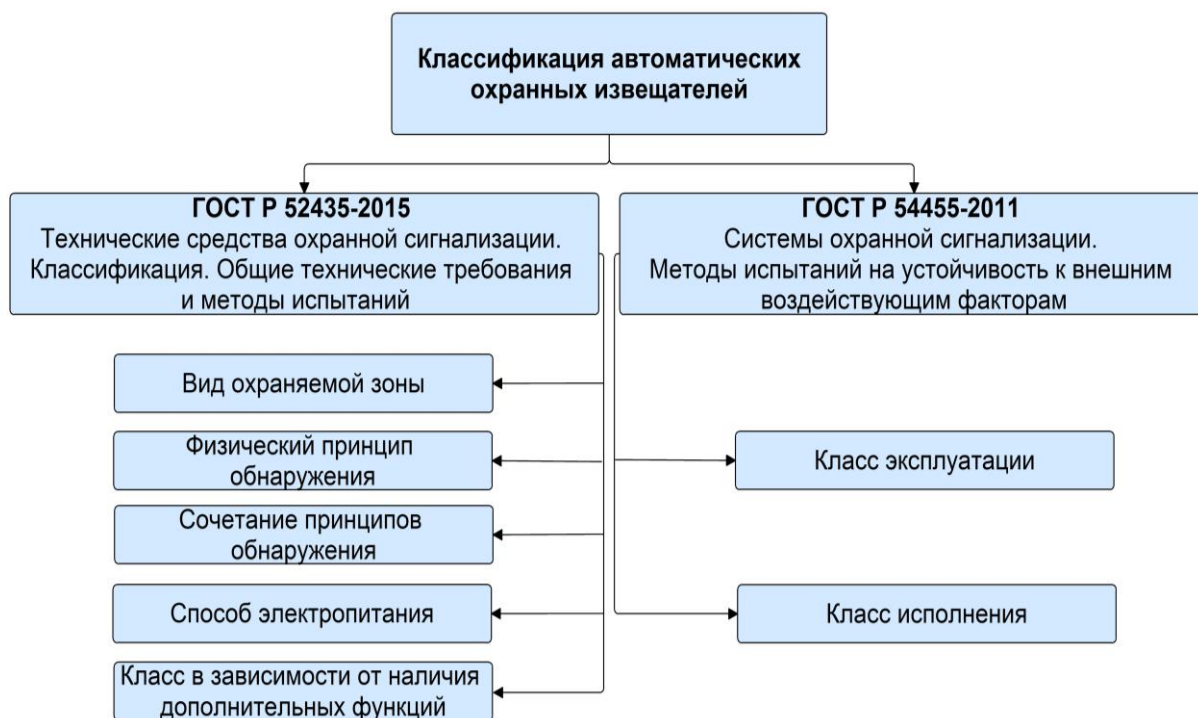 Классификация автоматических
охранных извещателей
ГОСТ Р 52435-2015
Технические средства охранной сигнализации.
Классификация. Общие технические требования
и методы испытаний
ГОСТ Р 54455-2011
Системы охранной сигнализации.
Методы испытаний на устойчивость к внешним
воздействующим факторам
Вид охраняемой зоны
Физический принцип
обнаружения
Сочетание принципов
обнаружения
Способ электропитания
Класс в зависимости от наличия
дополнительных функций
Класс эксплуатации
Класс исполнения